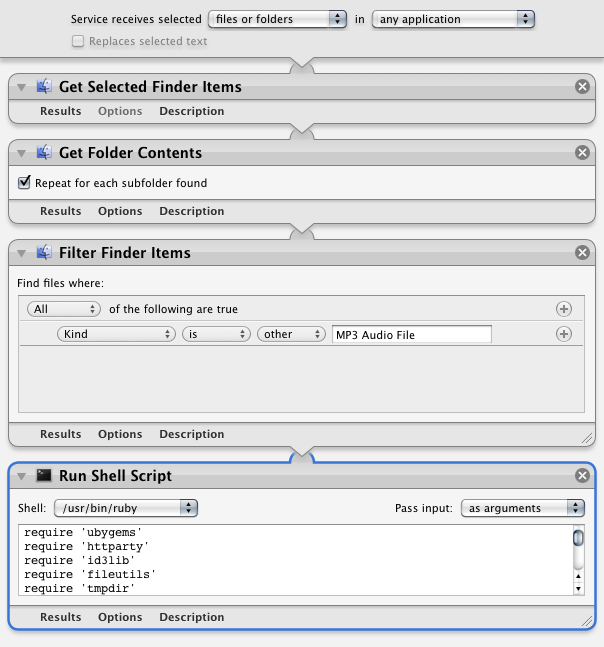 Service receives selected files or folders in any application
Replaces selected text
Get Selected Finder Items
Results Options Description
Get Folder Contents
Repeat for each subfolder found
Results Options Description
Filter Finder Items
Find files where:
All of the following are true
Kind is other MP3 Audio File
Results Options Description
Run Shell Script
Shell: /usr/bin/ruby Pass input: as arguments
require 'ubygems'
require 'httparty'
require 'id3lib'
require 'fileutils'
require 'tmpdir'
Results Options Description